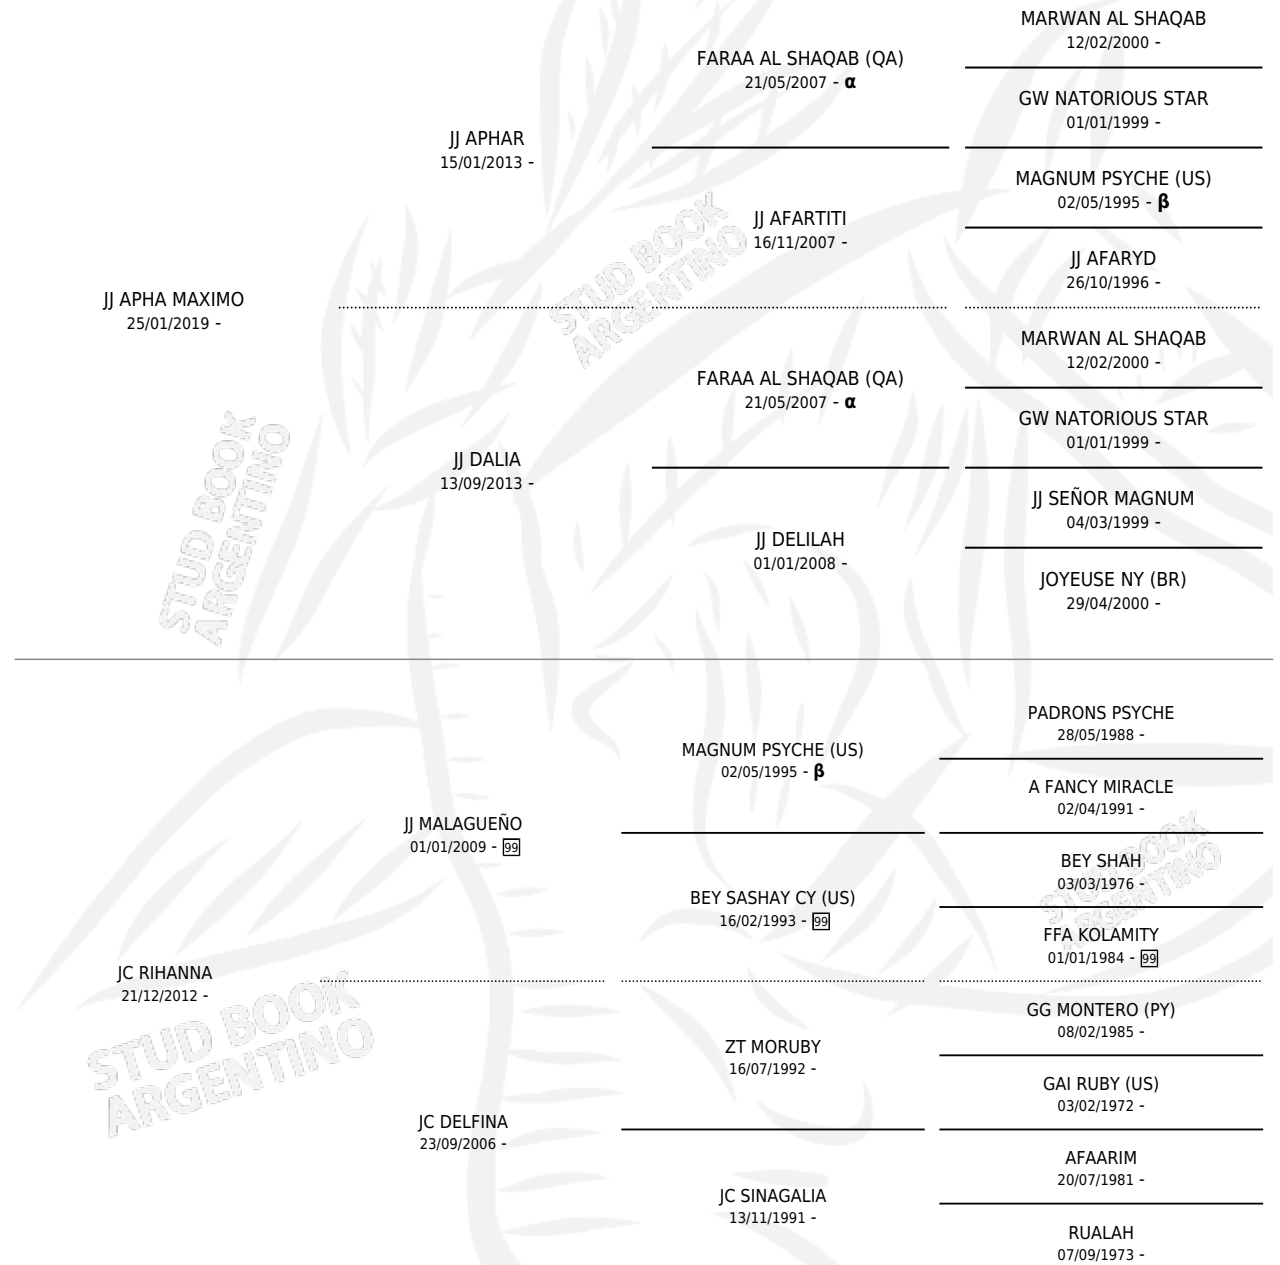 MARWAN AL SHAQAB
12/02/2000 -
FARAA AL SHAQAB (QA)
21/05/2007 - α
GW NATORIOUS STAR
01/01/1999 -
JJ APHAR
15/01/2013 -
MAGNUM PSYCHE (US)
02/05/1995 - β
JJ AFARTITI
16/11/2007 -
JJ AFARYD
26/10/1996 -
JJ APHA MAXIMO
25/01/2019 -
MARWAN AL SHAQAB
12/02/2000 -
FARAA AL SHAQAB (QA)
21/05/2007 - α
GW NATORIOUS STAR
01/01/1999 -
JJ DALIA
13/09/2013 -
JJ SEÑOR MAGNUM
04/03/1999 -
JJ DELILAH
01/01/2008 -
JOYEUSE NY (BR)
29/04/2000 -
STUD BOOK
ARGENTINO
STUD BOOK
ARGENTINO
PADRONS PSYCHE
28/05/1988 -
MAGNUM PSYCHE (US)
02/05/1995 - β
A FANCY MIRACLE
02/04/1991 -
JJ MALAGUEÑO
01/01/2009 - 99
BEY SHAH
03/03/1976 -
BEY SASHAY CY (US)
16/02/1993 - 99
FFA KOLAMITY
01/01/1984 - 99
JC RIHANNA
21/12/2012 -
GG MONTERO (PY)
08/02/1985 -
ZT MORUBY
16/07/1992 -
GAI RUBY (US)
03/02/1972 -
JC DELFINA
23/09/2006 -
AFAARIM
20/07/1981 -
JC SINAGALIA
13/11/1991 -
RUALAH
07/09/1973 -
STUD BOOK
ARGENTINO
STUD BOOK
ARGENTINO